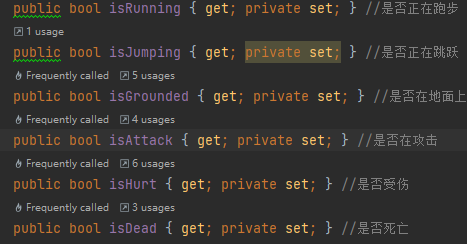 public bool isRunning { get; private set; } //是否正在跑步
1 usage
public bool isJumping { get; private set; } //是否正在跳跃
Frequently called 5 usages
public bool isGrounded { get; private set; } //是否在地面上
Frequently called 4 usages
public bool isAttack { get; private set; } //是否在攻击
Frequently called 6 usages
public bool isHurt { get; private set; } //是否受伤
Frequently called 3 usages
public bool isDead { get; private set; } //是否死亡